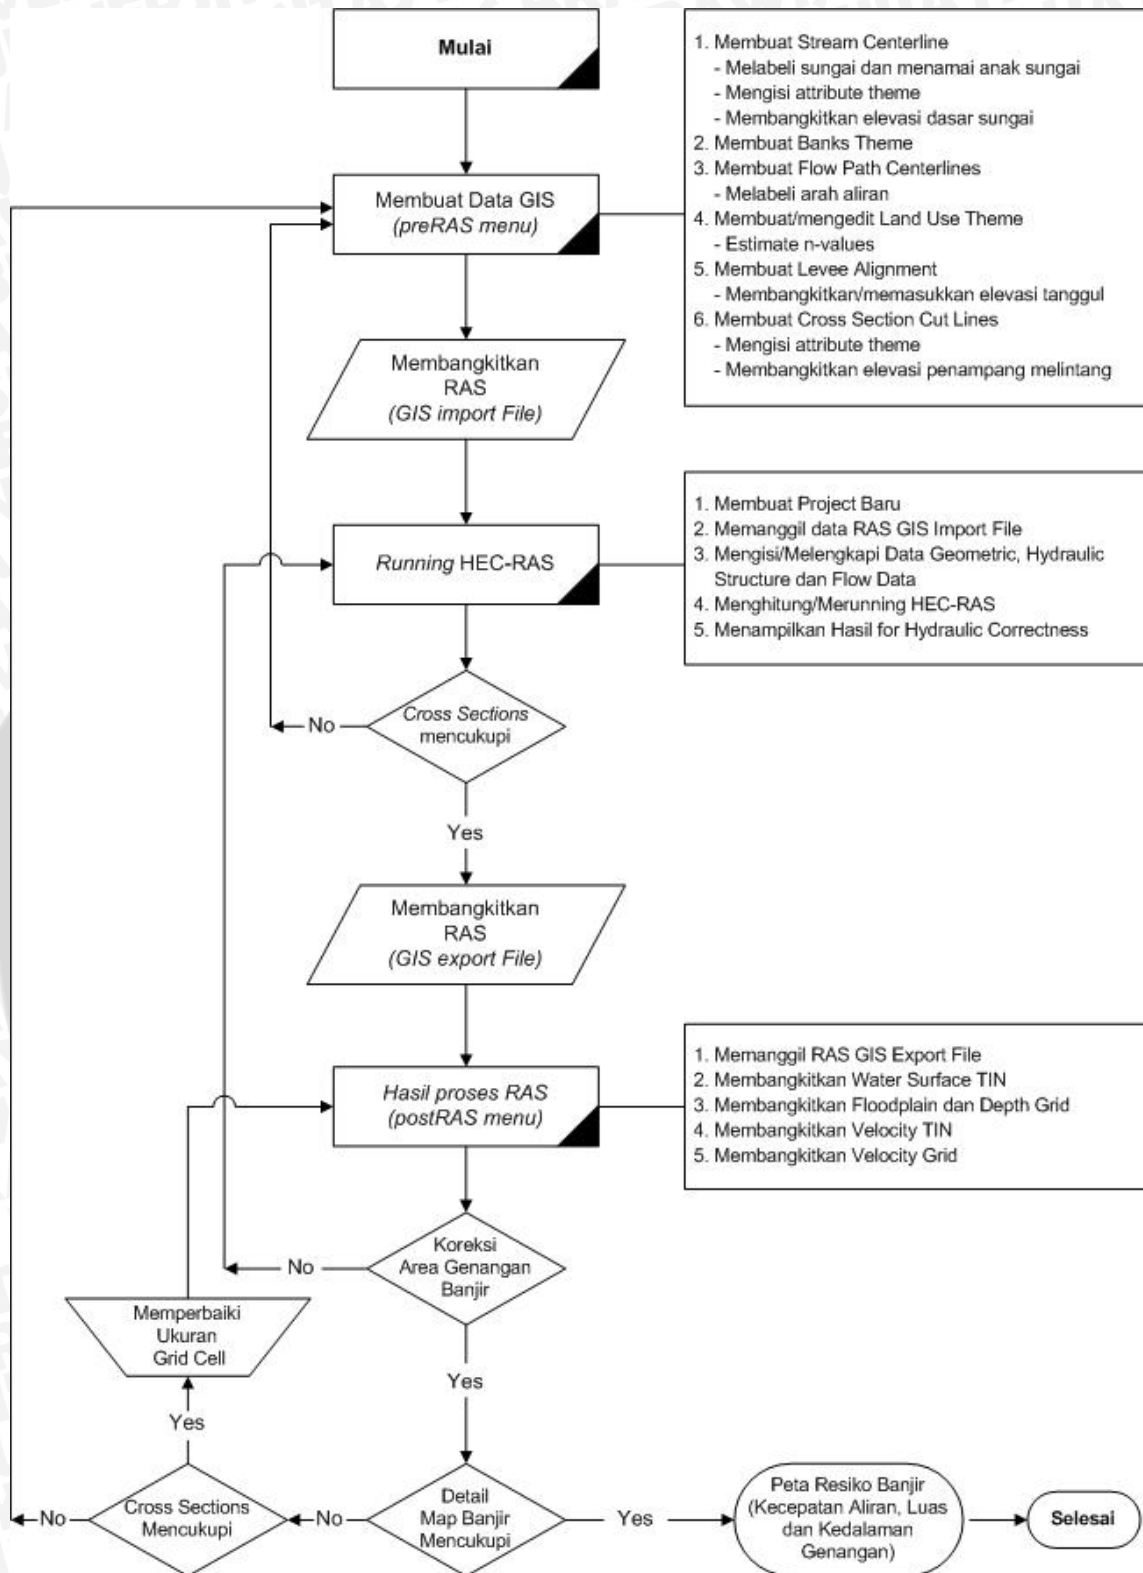 Mulai
1. Membuat Stream Centerline
- Melabeli sungai dan menamai anak sungai
- Mengisi attribute theme
- Membangkitkan elevasi dasar sungai
2. Membuat Banks Theme
3. Membuat Flow Path Centerlines
- Melabeli arah aliran
4. Membuat/mengedit Land Use Theme
- Estimate n-values
5. Membuat Levee Alignment
- Membangkitkan/memasukkan elevasi tanggul
6. Membuat Cross Section Cut Lines
- Mengisi attribute theme
- Membangkitkan elevasi penampang melintang
Membuat Data GIS
(preRAS menu)
Membangkitkan
RAS
(GIS import File)
Running HEC-RAS
1. Membuat Project Baru
2. Memanggil data RAS GIS Import File
3. Mengisi/Melengkapi Data Geometric, Hydraulic
Structure dan Flow Data
4. Menghitung/Merunning HEC-RAS
5. Menampilkan Hasil for Hydraulic Correctness
Cross Sections
mencukupi
No
Yes
Membangkitkan
RAS
(GIS export File)
Hasil proses RAS
(postRAS menu)
1. Memanggil RAS GIS Export File
2. Membangkitkan Water Surface TIN
3. Membangkitkan Floodplain dan Depth Grid
4. Membangkitkan Velocity TIN
5. Membangkitkan Velocity Grid
Koreksi
Area Genangan
Banjir
No
Memperbaiki
Ukuran
Grid Cell
Yes
Yes
No
Cross Sections
Mencukupi
No
Detail
Map Banjir
Mencukupi
Yes
Peta Resiko Banjir
(Kecepatan Aliran, Luas
dan Kedalaman
Genangan)
Selesai